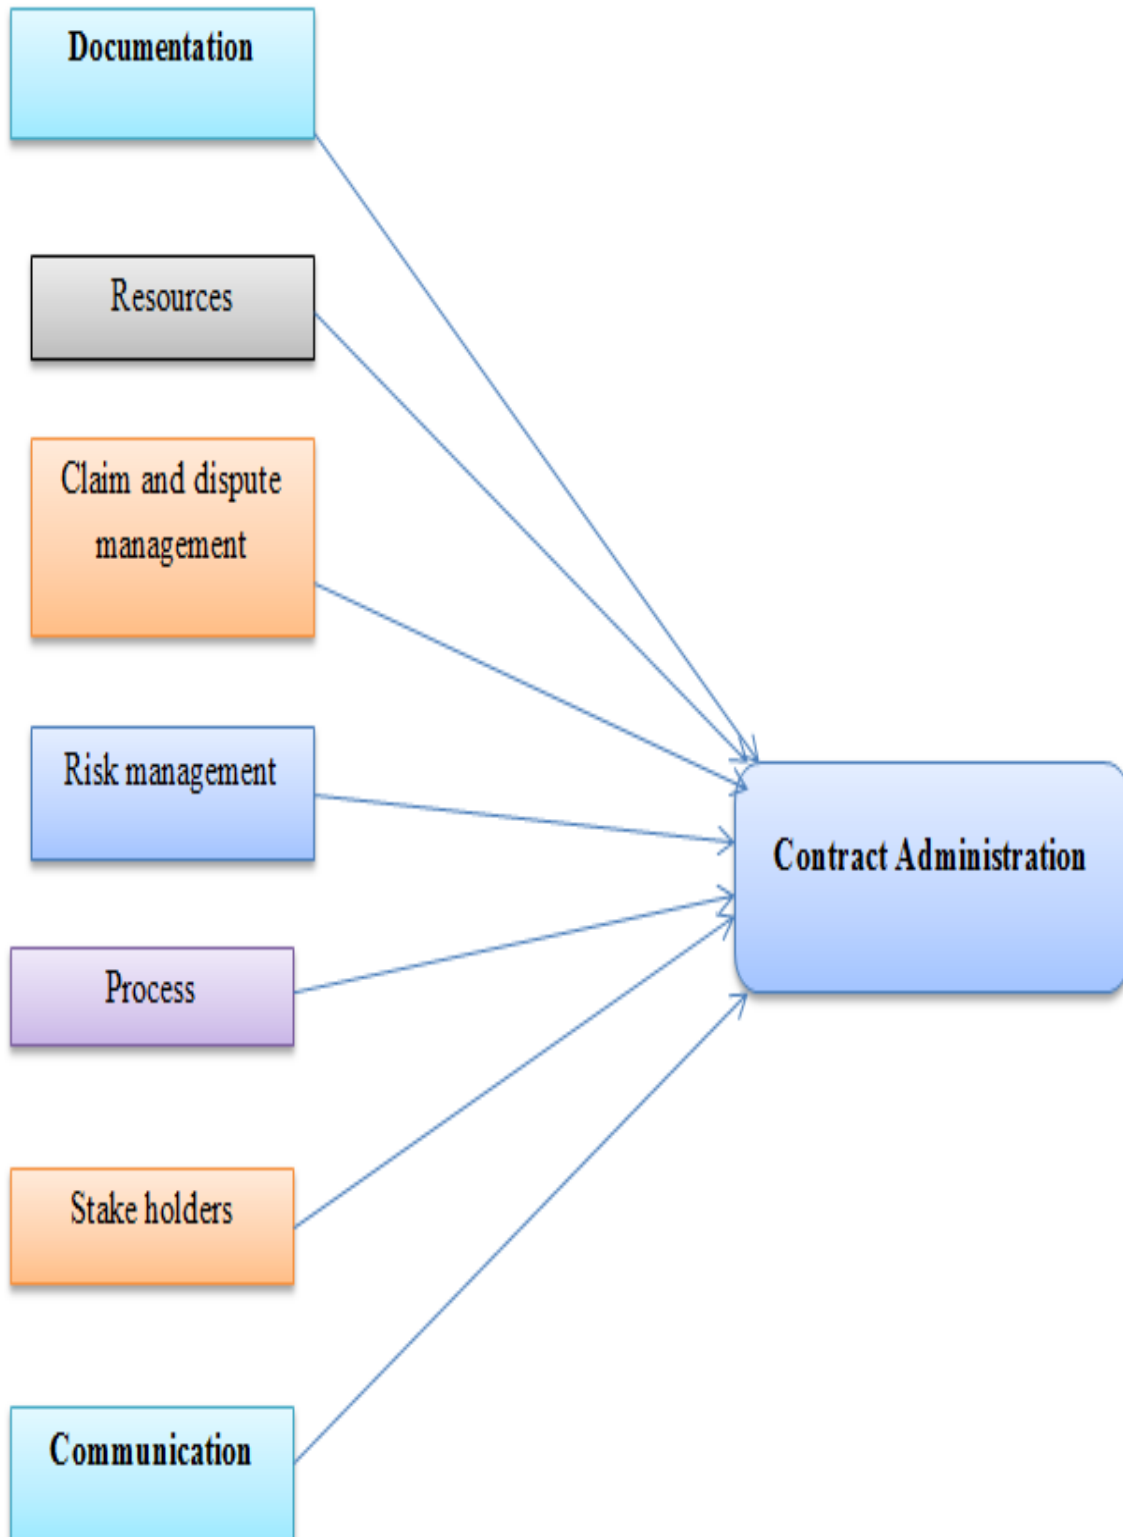 Documentation
Resources
Claim and dispute
management
Risk management
Contract Administration
Process
Stake holders
Communication